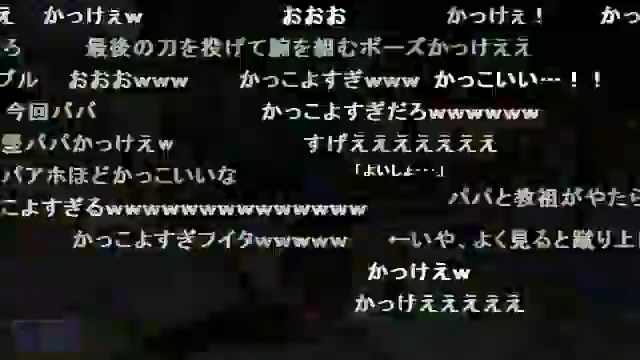 え かっけぇw おおお かっけぇ！ かっ
ろ 最後の刀を投げて腕を組むポーズかっけええ
ブル おおおwww かっこよすぎwww かっこいい…！！
今回パパ かっこよすぎだろwwwwwww
霊パパかっけえw すげえええええええ
パアホほどかっこいいな 「よいしょ…」
こよすぎるwwwwwwwwwwwwwww パパと教祖がやたら
かっこよすぎフイタwwwww ←いや、よく見ると蹴り上
かっけえw
かっけえええええ